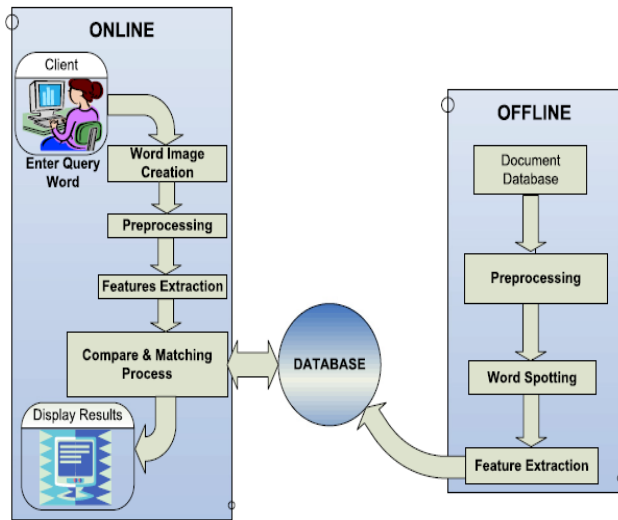 ONLINE
Client
Enter Query
Word
Word Image
Creation
Preprocessing
Features Extraction
Compare & Matching
Process
Display Results
DATABASE
OFFLINE
Document
Database
Preprocessing
Word Spotting
Feature Extraction